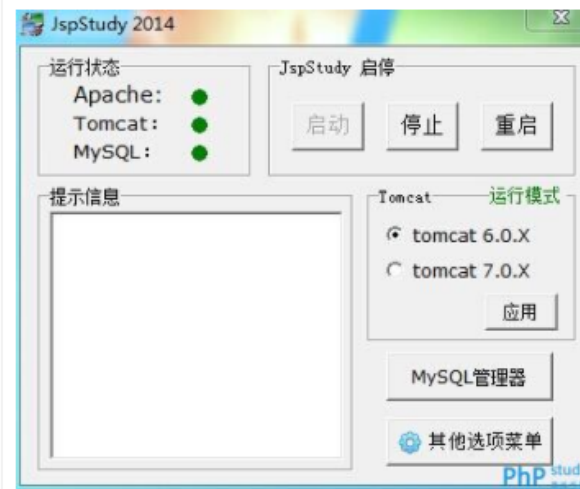 JspStudy 2014
运行状态
Apache:
Tomcat:
MySQL:
JspStudy 启停
启动 停止 重启
提示信息
Tomcat 运行模式
tomcat 6.0.X
tomcat 7.0.X
应用
MySQL管理器
其他选项菜单
PhP stud